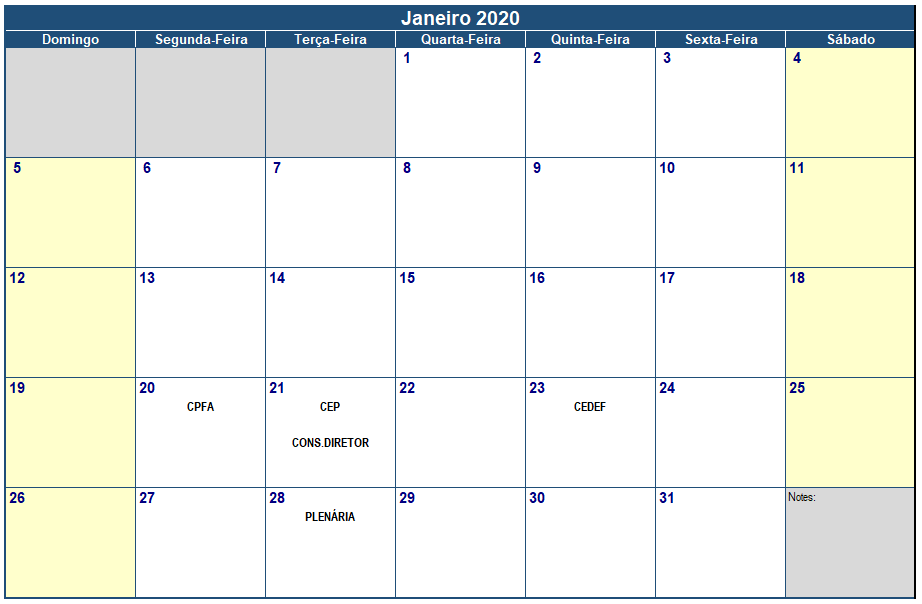 Janeiro 2020
Domingo Segunda-Feira Terça-Feira Quarta-Feira Quinta-Feira Sexta-Feira Sábado
1 2 3 4
5 6 7 8 9 10 11
12 13 14 15 16 17 18
19 20 21 22 23 24 25
CPFA CEP CEDEF
CONS.DIRETOR
26 27 28 29 30 31 Notes:
PLENÁRIA